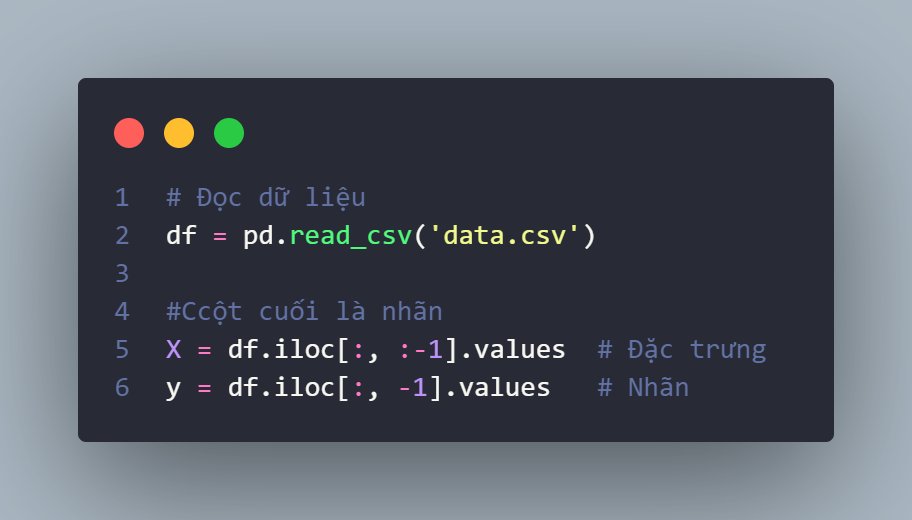 1 # Đọc dữ liệu
2 df = pd.read_csv('data.csv')
3
4 #Ccột cuối là nhãn
5 X = df.iloc[:, :-1].values  # Đặc trưng
6 y = df.iloc[:, -1].values   # Nhãn